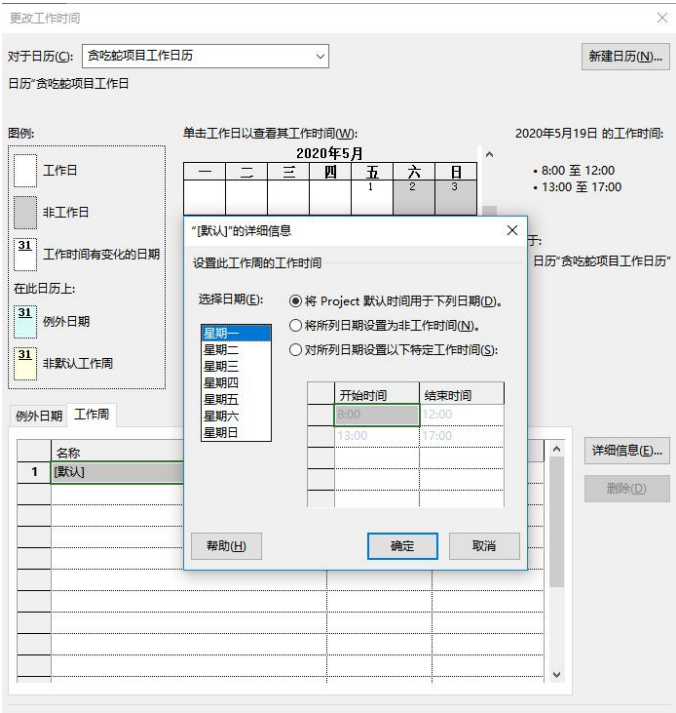 更改工作时间
对于日历(C): 贪吃蛇项目工作日历
新建日历(N)...
日历"贪吃蛇项目工作日
图例:
单击工作日以查看其工作时间(W):
2020年5月19日 的工作时间:
2020年5月
一 二 三 四 五 六 日
1 2 3
工作日
非工作日
31 工作时间有变化的日期
在此日历上:
31 例外日期
31 非默认工作周
• 8:00 至 12:00
• 13:00 至 17:00
于:
日历"贪吃蛇项目工作日历"
"[默认]"的详细信息
设置此工作周的工作时间
选择日期(E):
将 Project 默认时间用于下列日期(D)。
将所列日期设置为非工作时间(N)。
对所列日期设置以下特定工作时间(S):
星期一
星期二
星期三
星期四
星期五
星期六
星期日
开始时间 结束时间
8:00 12:00
13:00 17:00
帮助(H) 确定 取消
例外日期 工作周
名称
1 [默认]
详细信息(E)...
删除(D)